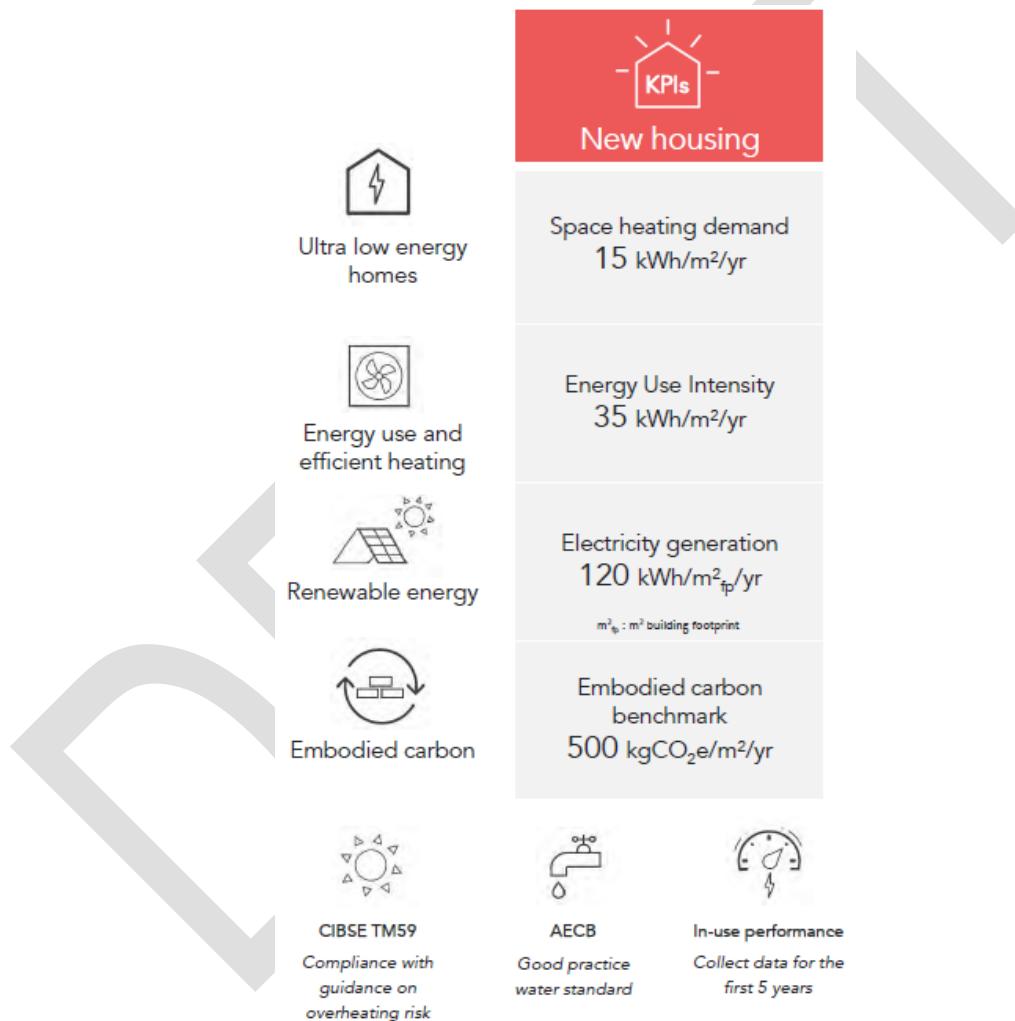 KPIs
New housing
Ultra low energy
homes
Space heating demand
15 kWh/m²/yr
Energy use and
efficient heating
Energy Use Intensity
35 kWh/m²/yr
Renewable energy
Electricity generation
120 kWh/m²fp/yr
m²fp : m² building footprint
Embodied carbon
Embodied carbon
benchmark
500 kgCO₂e/m²/yr
CIBSE TM59
Compliance with
guidance on
overheating risk
AECB
Good practice
water standard
In-use performance
Collect data for the
first 5 years